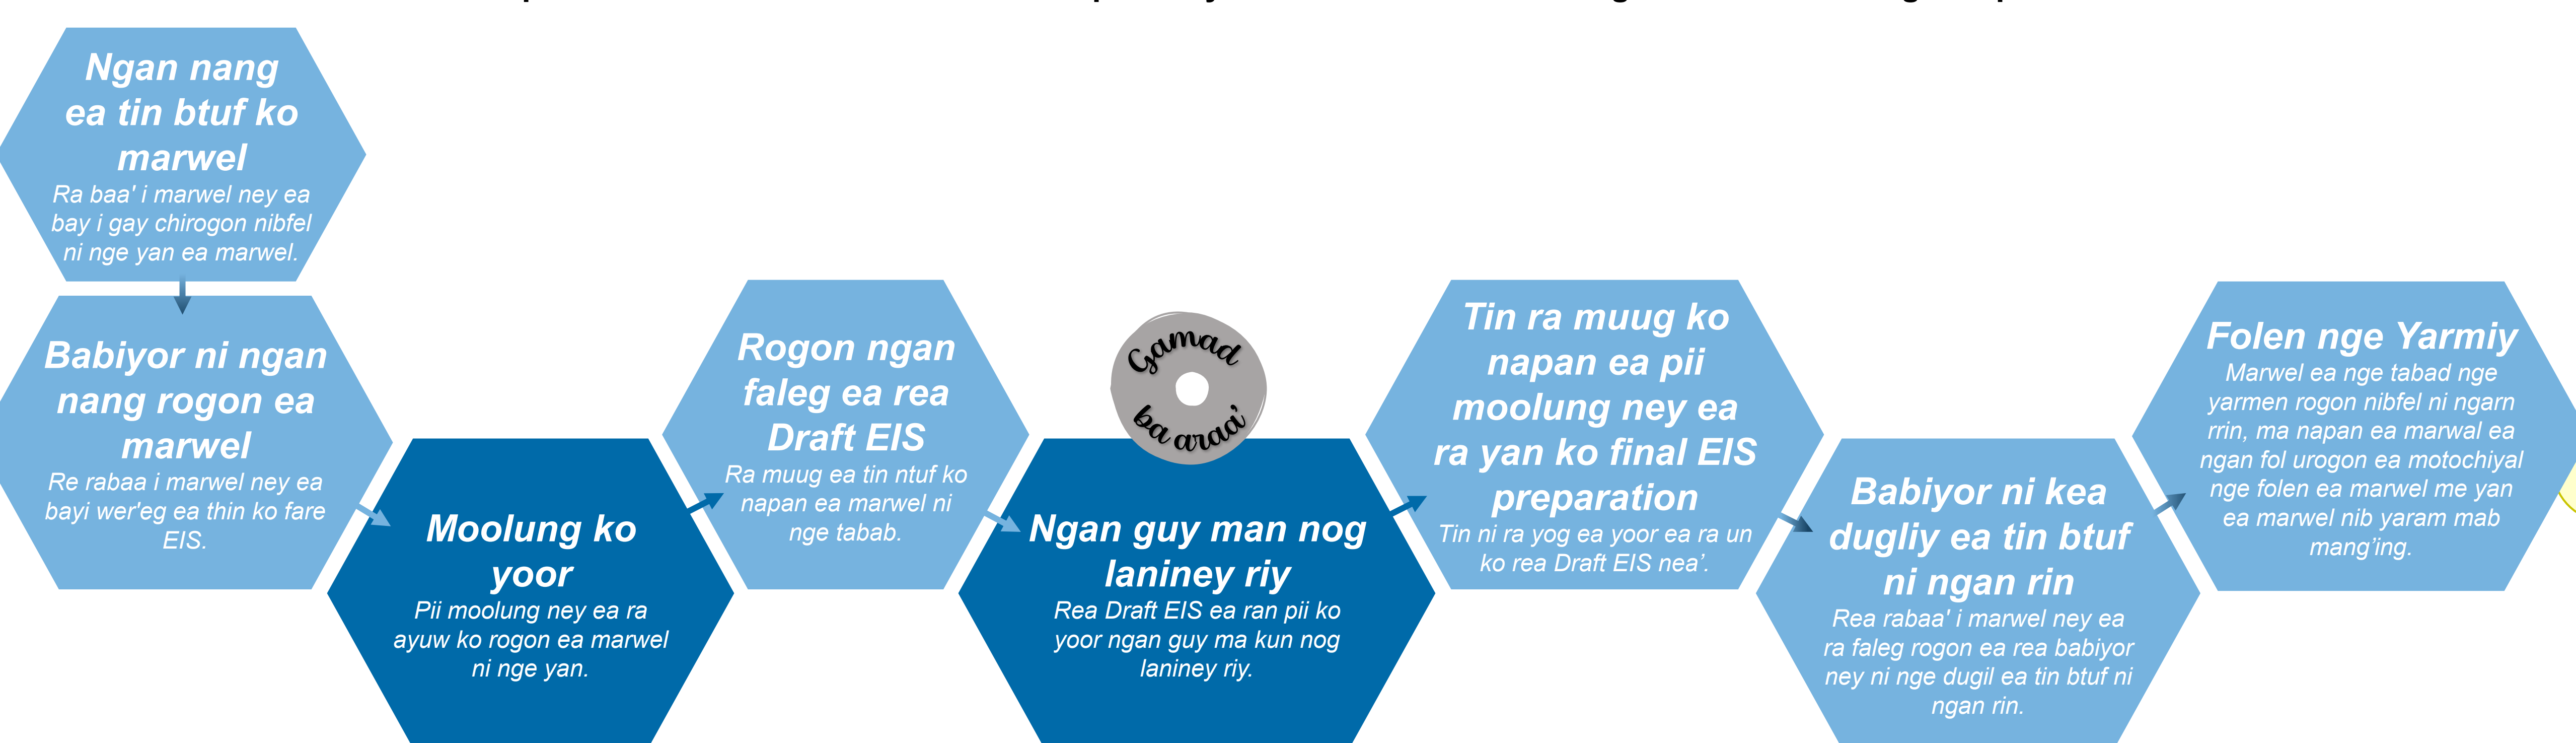 Ngan nang
ea tin btuf ko
marwel
Ra baa' i marwel ney ea
bay i gay chirogon nibfel
ni nge yan ea marwel.
Babiyor ni ngan
nang rogon ea
marwel
Re rabaa i marwel ney ea
bayi wer'eg ea thin ko fare
EIS.
Moolung ko
yoor
Pii moolung ney ea ra
ayuw ko rogon ea marwel
ni nge yan.
Rogon ngan
faleg ea rea
Draft EIS
Ra muug ea tin ntuf ko
napan ea marwel ni
nge tabab.
Gamad
ba araa'
Ngan guy man nog
laniney riy
Rea Draft EIS ea ran pii ko
yoor ngan guy ma kun nog
laniney riy.
Tin ra muug ko
napan ea pii
moolung ney ea
ra yan ko final EIS
preparation
Tin ni ra yog ea yoor ea ra un
ko rea Draft EIS nea’.
Babiyor ni kea
dugliy ea tin btuf
ni ngan rin
Rea rabaa' i marwel ney ea
ra faleg rogon ea rea babiyor
ney ni nge dugil ea tin btuf ni
ngan rin.
Folen nge Yarmiy
Marwel ea nge tabad nge
yarmen rogon nibfel ni ngarn
rrin, ma napan ea marwal ea
ngan fol urogon ea motochiyal
nge folen ea marwel me yan
ea marwel nib yaram mab
mang’ing.